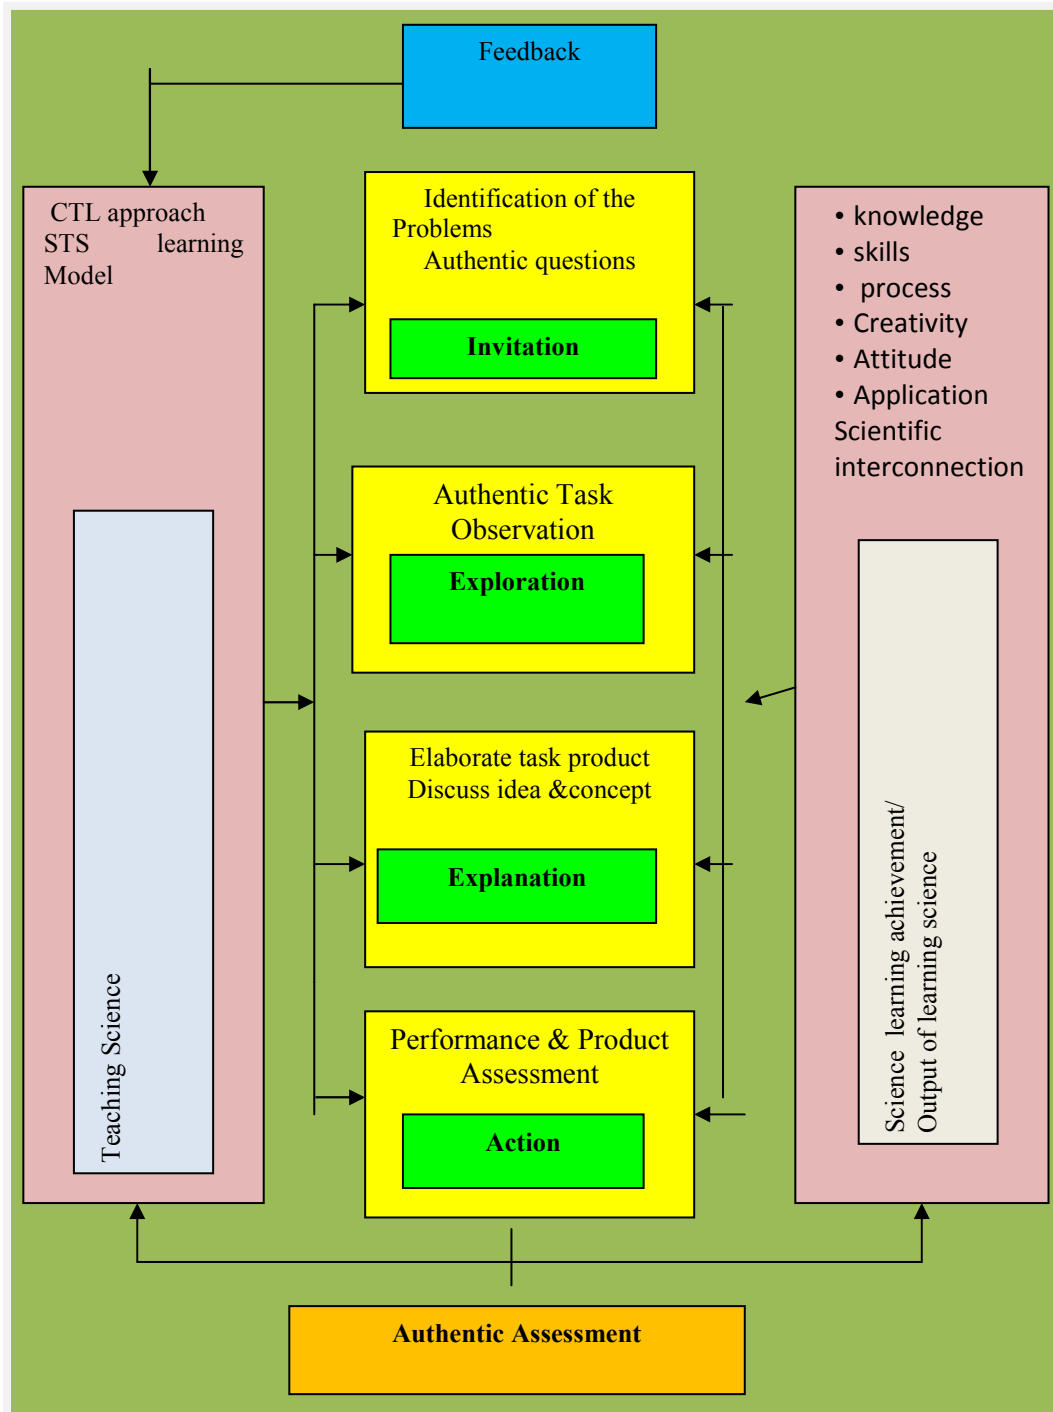 Feedback
CTL approach
STS learning
Model
Teaching Science
Identification of the
Problems
Authentic questions
Invitation
Authentic Task
Observation
Exploration
Elaborate task product
Discuss idea &concept
Explanation
Performance & Product
Assessment
Action
• knowledge
• skills
• process
• Creativity
• Attitude
• Application
Scientific
interconnection
Science learning achievement/
Output of learning science
Authentic Assessment